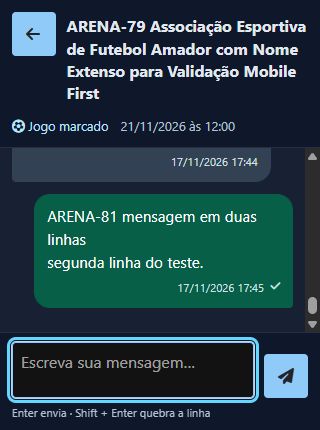 ARENA-79 Associação Esportiva
de Futebol Amador com Nome
Extenso para Validação Mobile
First
Jogo marcado 21/11/2026 às 12:00
17/11/2026 17:44
ARENA-81 mensagem em duas
linhas
segunda linha do teste.
17/11/2026 17:45
Escreva sua mensagem...
Enter envia · Shift + Enter quebra a linha